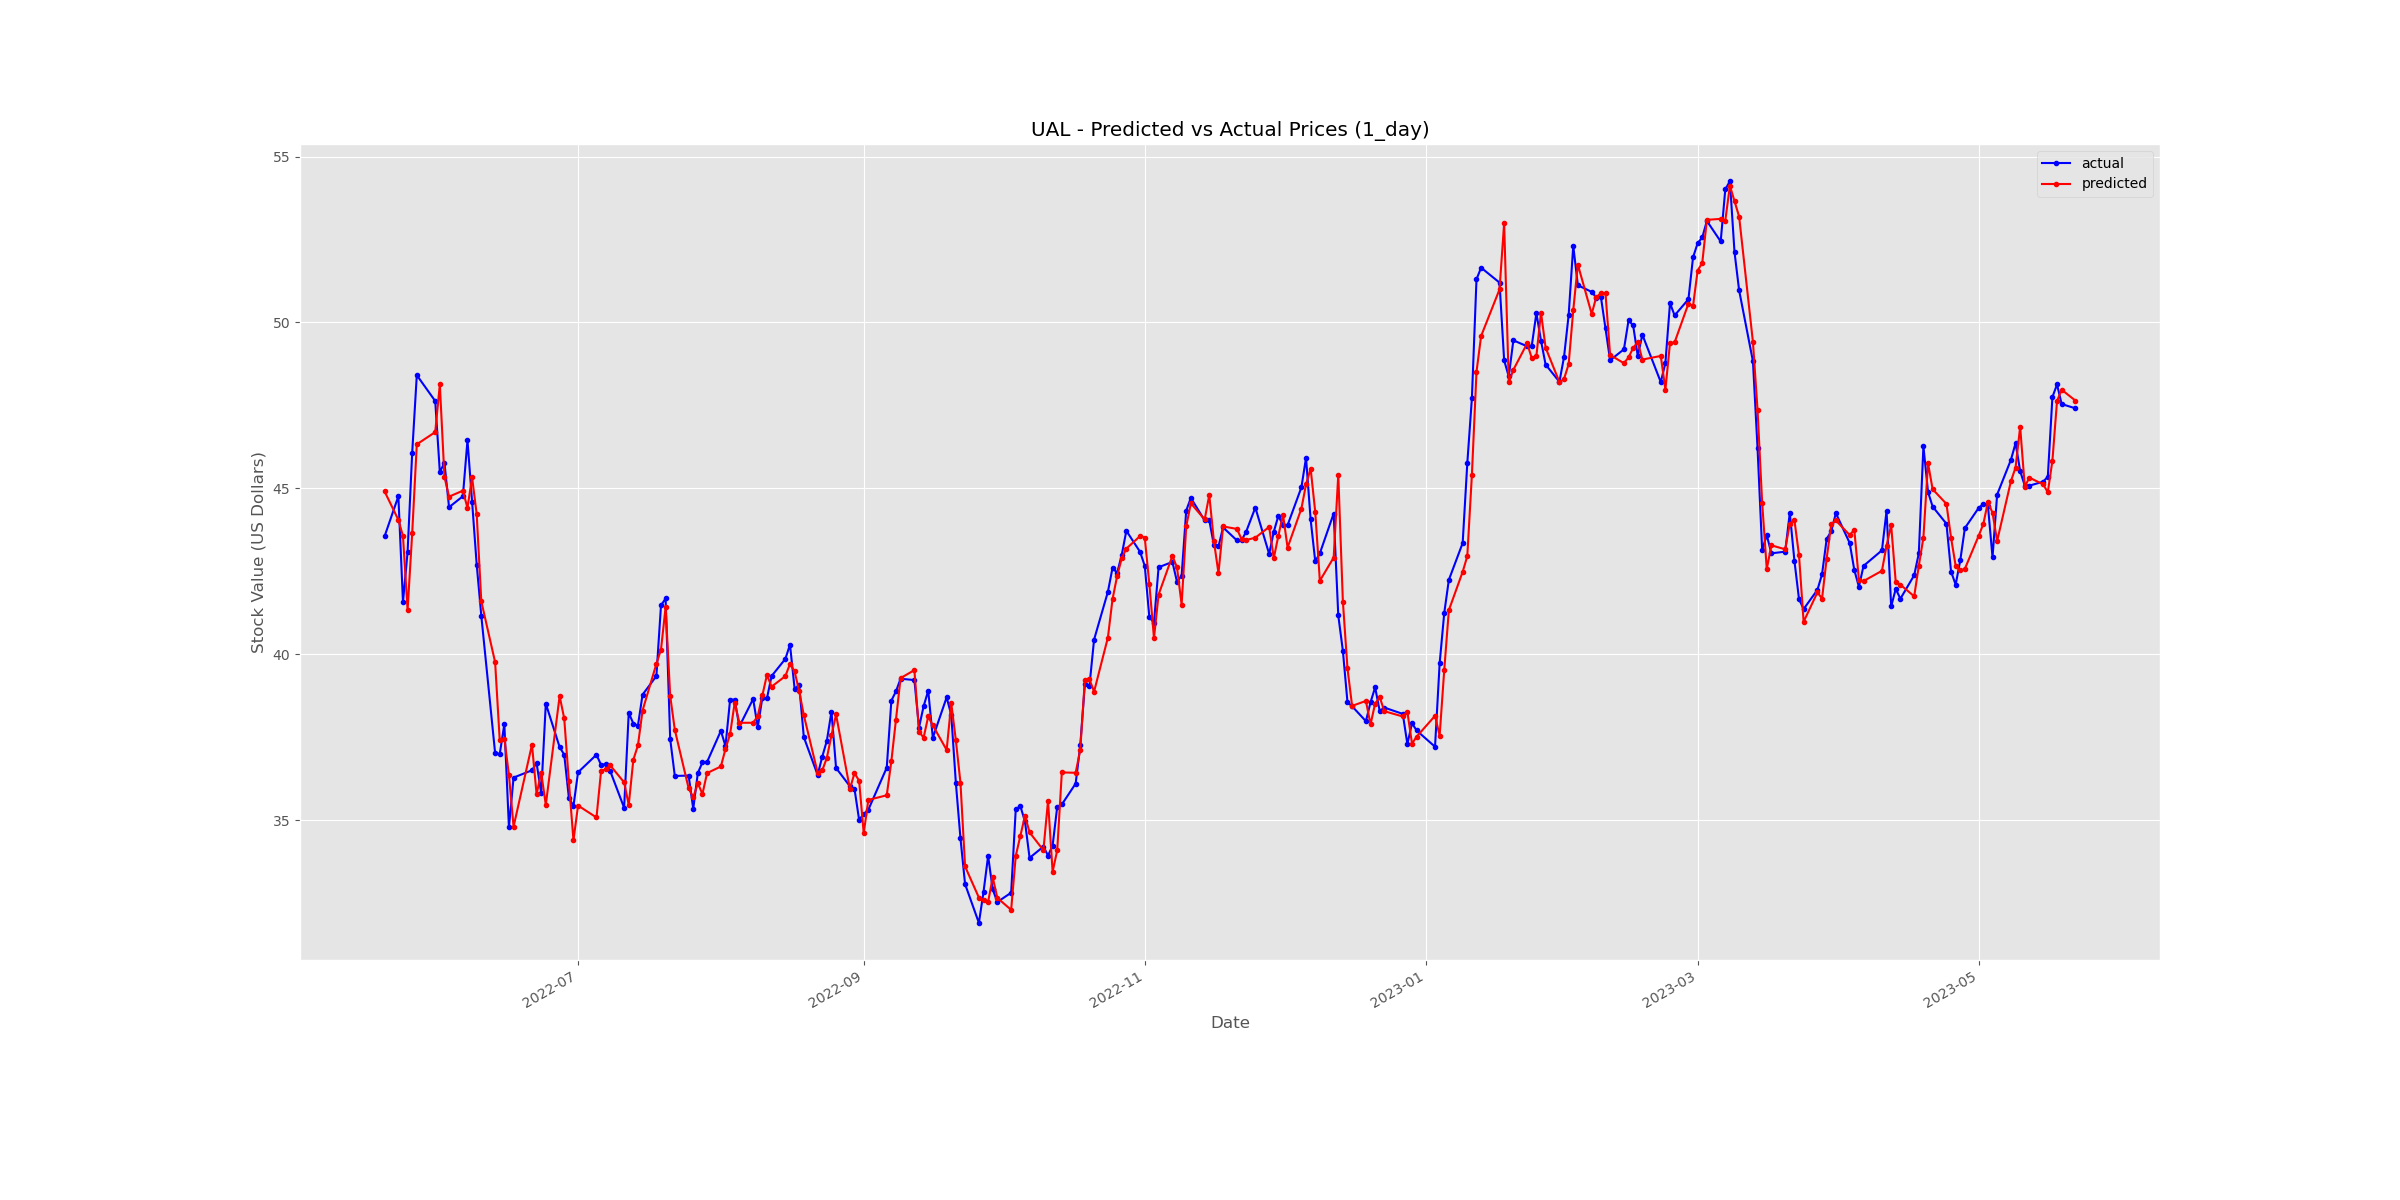 UAL - Predicted vs Actual Prices (1_day)
actual
predicted
Stock Value (US Dollars)
55
50
45
40
35
2022-07
2022-09
2022-11
2023-01
2023-03
2023-05
Date